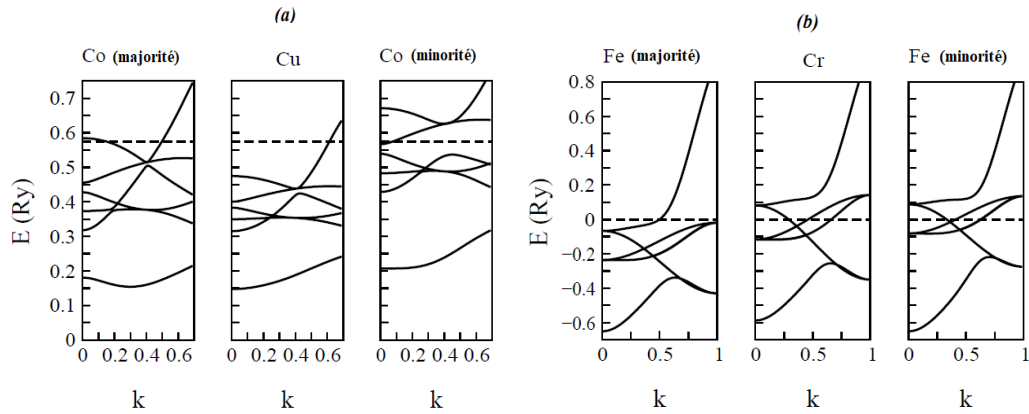 (a)
(b)
Co (majorité)
Cu
Co (minorité)
Fe (majorité)
Cr
Fe (minorité)
E (Ry)
0.7
0.6
0.5
0.4
0.3
0.2
0.1
0
0 0.2 0.4 0.6
0 0.2 0.4 0.6
0 0.2 0.4 0.6
k
k
k
E (Ry)
0.8
0.6
0.4
0.2
0
−0.2
−0.4
−0.6
0 0.5 1
0 0.5 1
0 0.5 1
k
k
k